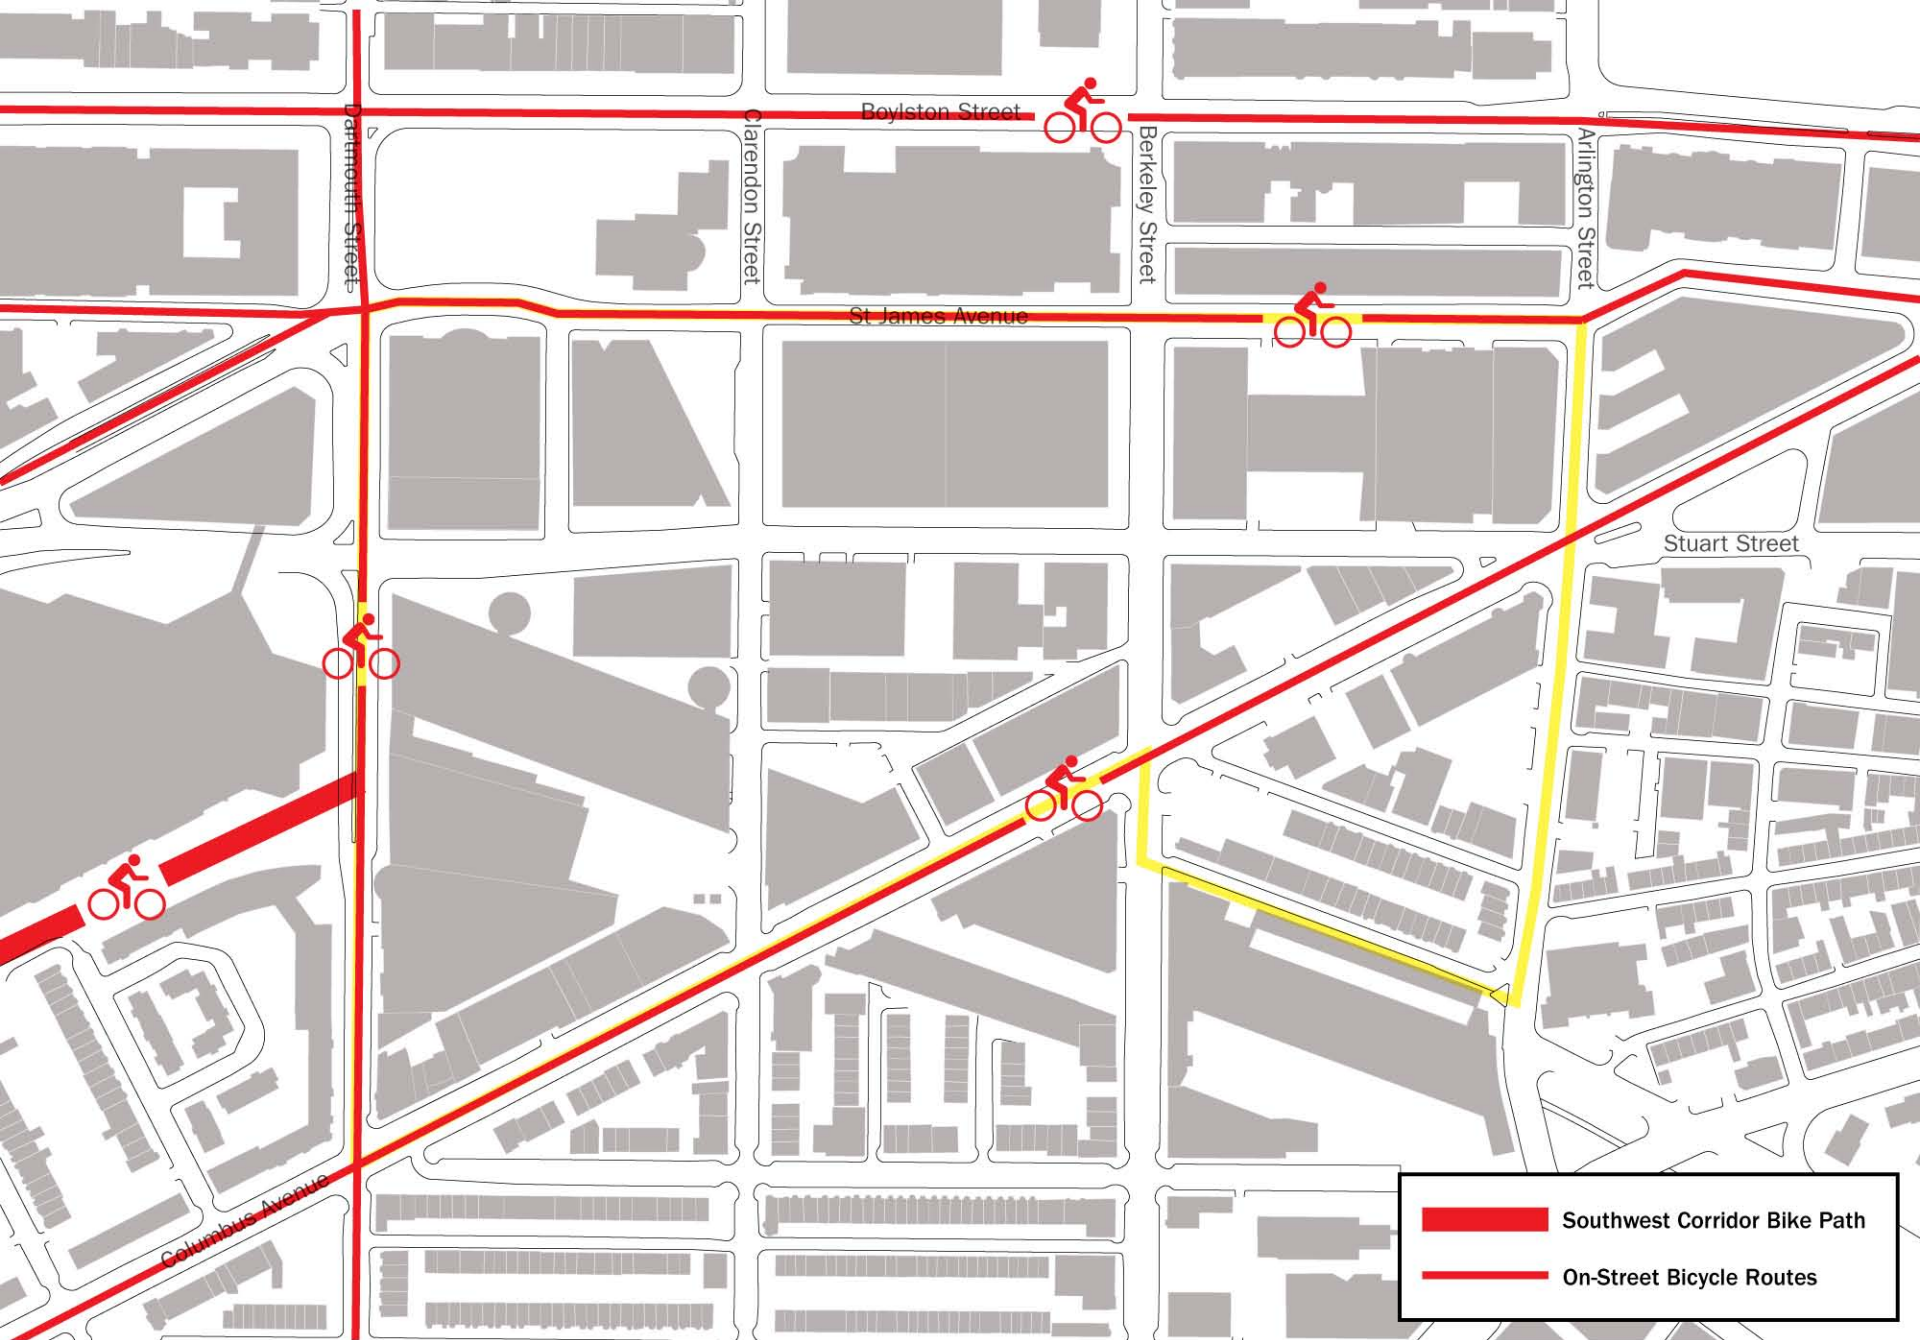 Boylston Street
Dartmouth Street
Clarendon Street
Berkeley Street
Arlington Street
St James Avenue
Stuart Street
Columbus Avenue
Southwest Corridor Bike Path
On-Street Bicycle Routes